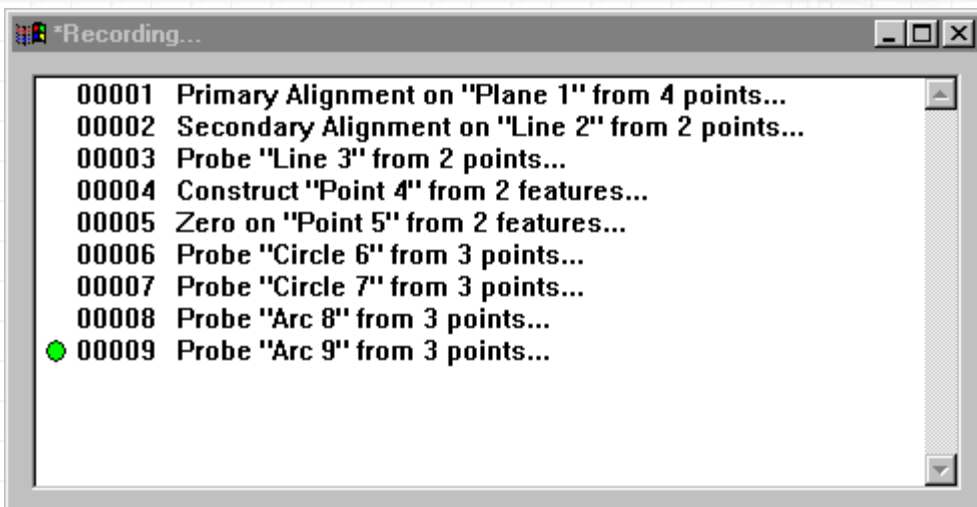 *Recording...
00001 Primary Alignment on "Plane 1" from 4 points...
00002 Secondary Alignment on "Line 2" from 2 points...
00003 Probe "Line 3" from 2 points...
00004 Construct "Point 4" from 2 features...
00005 Zero on "Point 5" from 2 features...
00006 Probe "Circle 6" from 3 points...
00007 Probe "Circle 7" from 3 points...
00008 Probe "Arc 8" from 3 points...
00009 Probe "Arc 9" from 3 points...